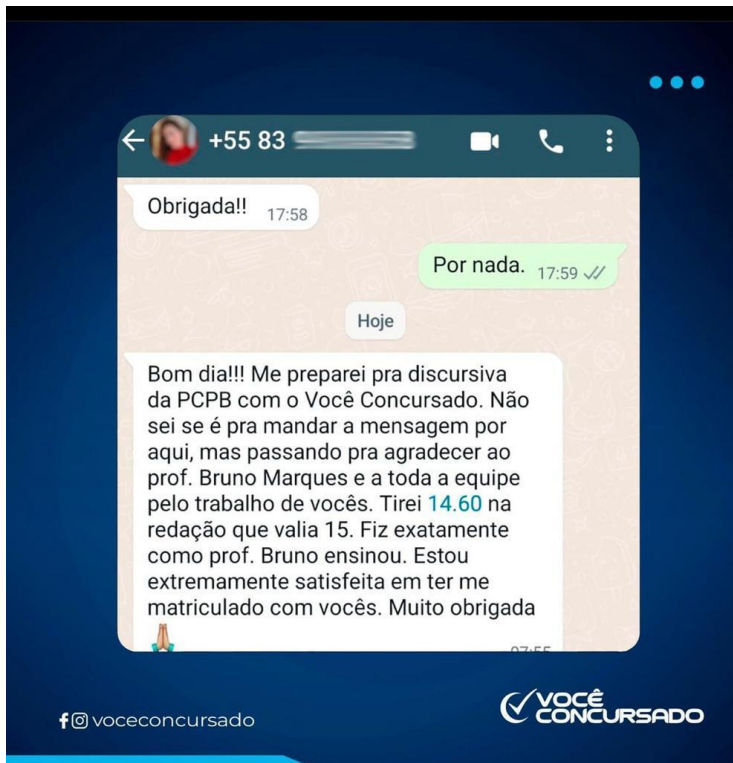 +55 83
Obrigada!! 17:58
Por nada. 17:59
Hoje
Bom dia!!! Me preparei pra discursiva
da PCPB com o Você Concursado. Não
sei se é pra mandar a mensagem por
aqui, mas passando pra agradecer ao
prof. Bruno Marques e a toda a equipe
pelo trabalho de vocês. Tirei 14.60 na
redação que valia 15. Fiz exatamente
como prof. Bruno ensinou. Estou
extremamente satisfeita em ter me
matriculado com vocês. Muito obrigada
07:55
voceconcursado
VOCÊ
CONCURSADO